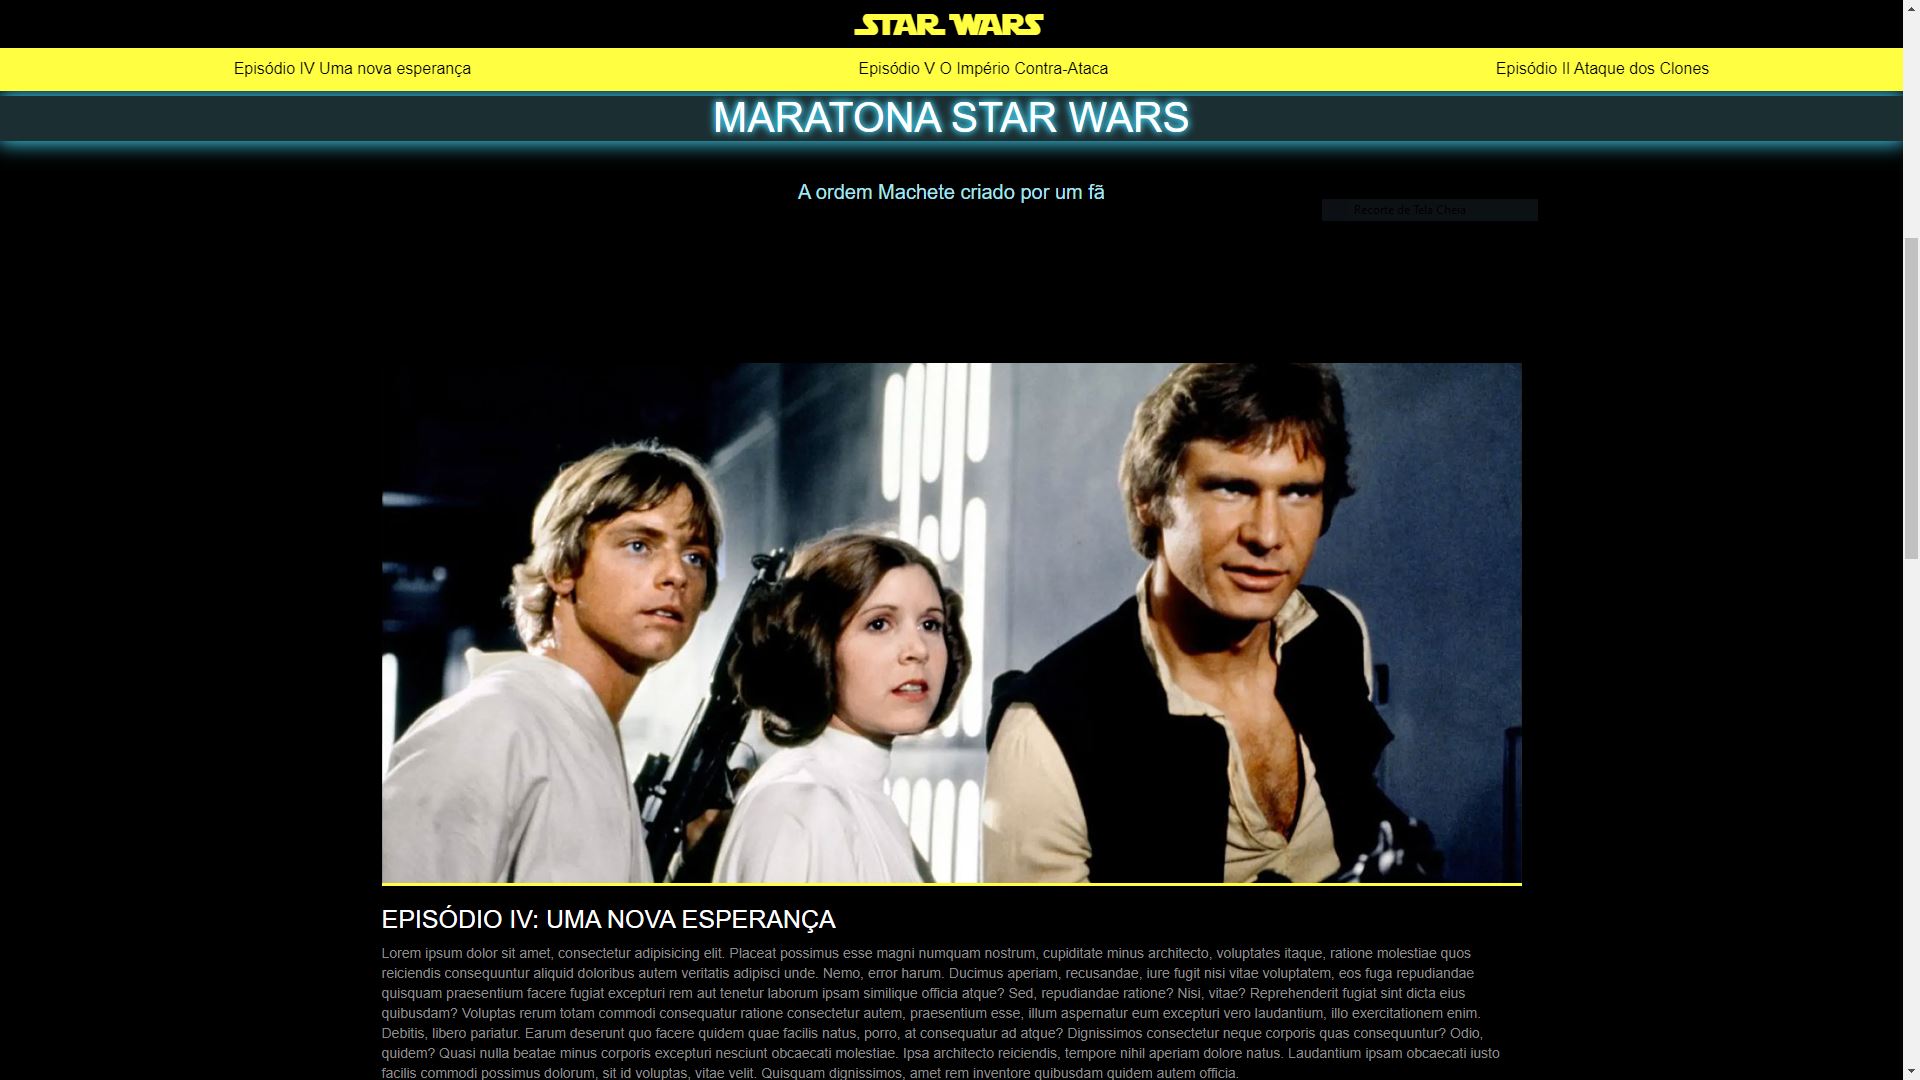 STAR WARS
Episódio IV Uma nova esperança
Episódio V O Império Contra-Ataca
Episódio II Ataque dos Clones
MARATONA STAR WARS
A ordem Machete criado por um fã
Recorte de Tela Cheia
EPISÓDIO IV: UMA NOVA ESPERANÇA
Lorem ipsum dolor sit amet, consectetur adipisicing elit. Placeat possimus esse magni numquam nostrum, cupiditate minus architecto, voluptates itaque, ratione molestiae quos
reiciendis consequuntur aliquid doloribus autem veritatis adipisci unde. Nemo, error harum. Ducimus aperiam, recusandae, iure fugit nisi vitae voluptatem, eos fuga repudiandae
quisquam praesentium facere fugiat excepturi rem aut tenetur laborum ipsam similique officia atque? Sed, repudiandae ratione? Nisi, vitae? Reprehenderit fugiat sint dicta eius
quibusdam? Voluptas rerum totam commodi consequatur ratione consectetur autem, praesentium esse, illum aspernatur eum excepturi vero laudantium, illo exercitationem enim.
Debitis, libero pariatur. Earum deserunt quo facere quidem quae facilis natus, porro, at consequatur ad atque? Dignissimos consectetur neque corporis quas consequuntur? Odio,
quidem? Quasi nulla beatae minus corporis excepturi nesciunt obcaecati molestiae. Ipsa architecto reiciendis, tempore nihil aperiam dolore natus. Laudantium ipsam obcaecati iusto
facilis commodi possimus dolorum, sit id voluptas, vitae velit. Quisquam dignissimos, amet rem inventore quibusdam quidem autem officia.